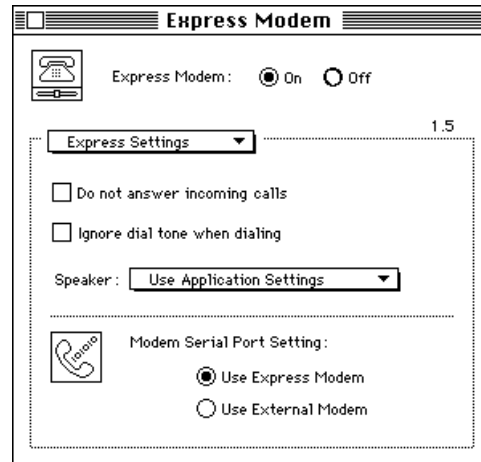 Express Modem
Express Modem: On Off
1.5
Express Settings
Do not answer incoming calls
Ignore dial tone when dialing
Speaker: Use Application Settings
Modem Serial Port Setting:
Use Express Modem
Use External Modem